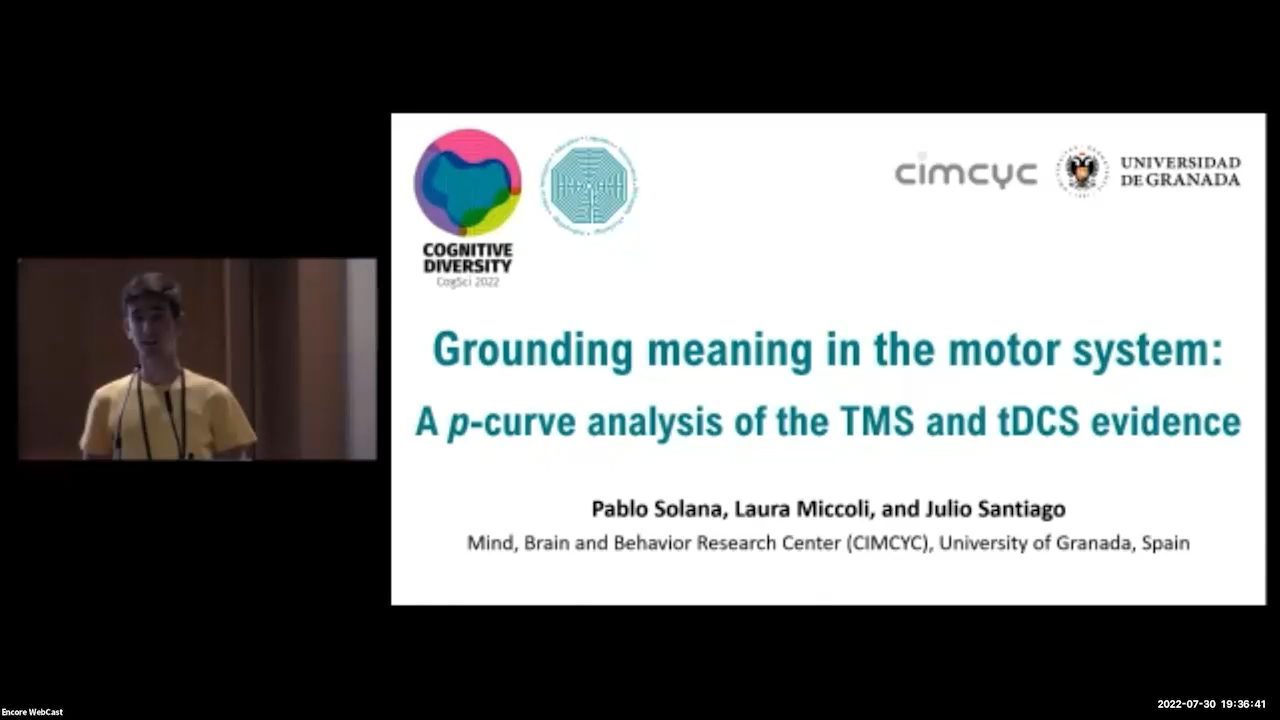 COGNITIVE
DIVERSITY
CogSci 2022
cimcyc
UNIVERSIDAD
DE GRANADA
Grounding meaning in the motor system:
A p-curve analysis of the TMS and tDCS evidence
Pablo Solana, Laura Miccoli, and Julio Santiago
Mind, Brain and Behavior Research Center (CIMCYC), University of Granada, Spain
Encore WebCast
2022-07-30 19:36:41